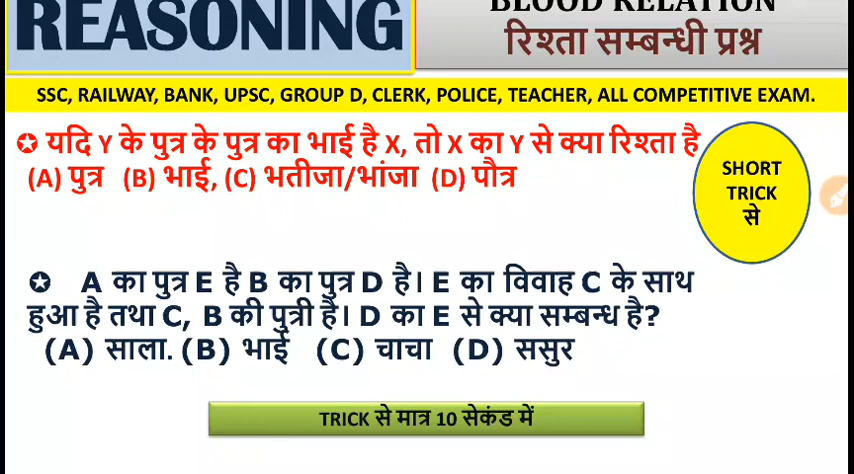 REASONING
BLOOD RELATION
रिश्ता सम्बन्धी प्रश्न
SSC, RAILWAY, BANK, UPSC, GROUP D, CLERK, POLICE, TEACHER, ALL COMPETITIVE EXAM.
✪ यदि Y के पुत्र के पुत्र का भाई है X, तो X का Y से क्या रिश्ता है
(A) पुत्र (B) भाई, (C) भतीजा/भांजा (D) पौत्र
SHORT
TRICK
से
✪ A का पुत्र E है B का पुत्र D है। E का विवाह C के साथ
हुआ है तथा C, B की पुत्री है। D का E से क्या सम्बन्ध है?
(A) साला. (B) भाई (C) चाचा (D) ससुर
TRICK से मात्र 10 सेकंड में